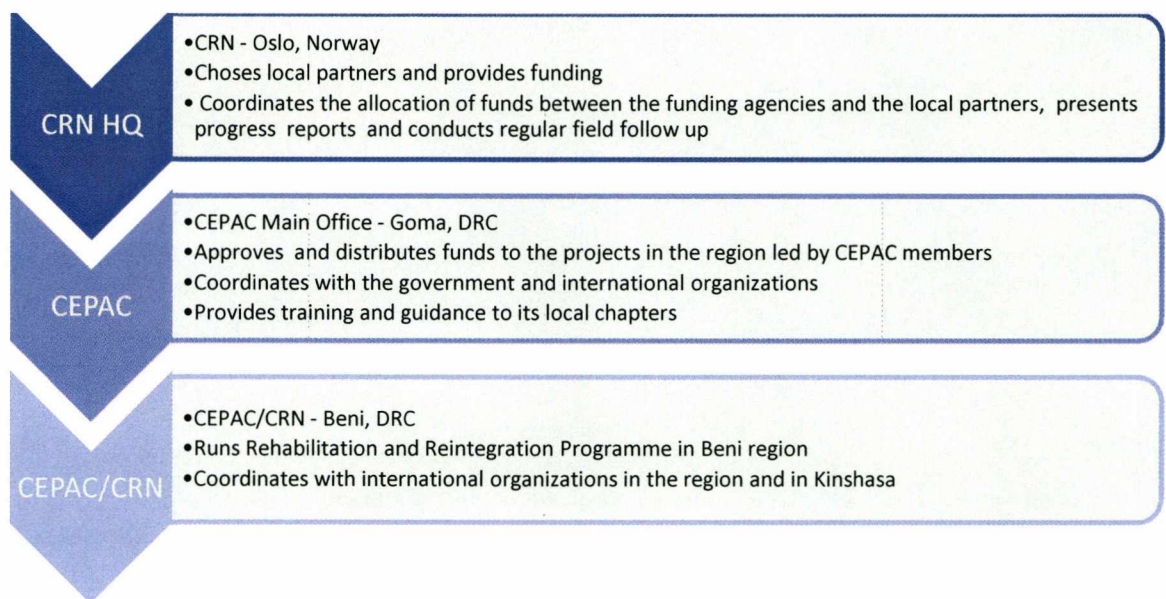 CRN HQ
•CRN - Oslo, Norway
•Choses local partners and provides funding
• Coordinates the allocation of funds between the funding agencies and the local partners, presents
progress reports and conducts regular field follow up
CEPAC
•CEPAC Main Office - Goma, DRC
•Approves and distributes funds to the projects in the region led by CEPAC members
•Coordinates with the government and international organizations
•Provides training and guidance to its local chapters
CEPAC/CRN
•CEPAC/CRN - Beni, DRC
•Runs Rehabilitation and Reintegration Programme in Beni region
•Coordinates with international organizations in the region and in Kinshasa